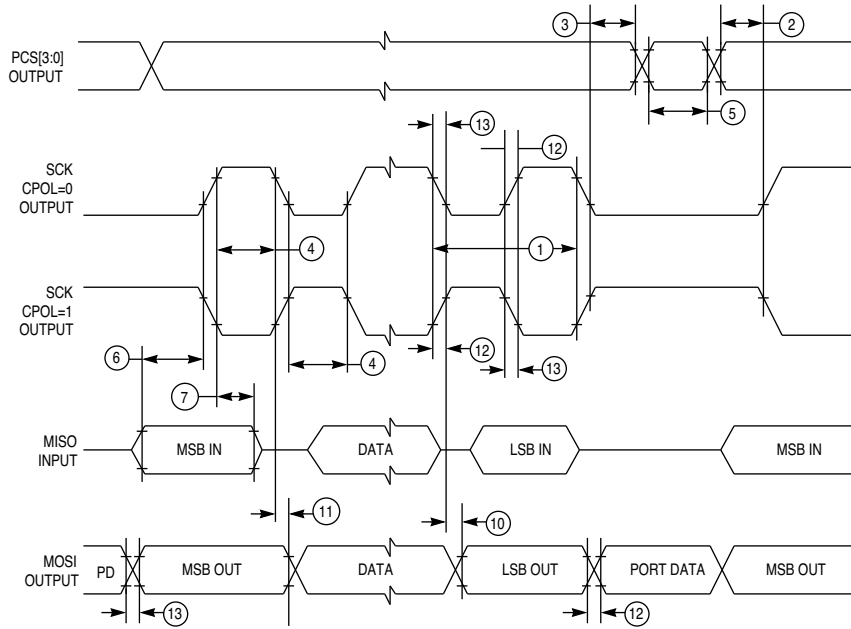 3
2
PCS[3:0]
OUTPUT
5
13
12
SCK
CPOL=0
OUTPUT
4
1
SCK
CPOL=1
OUTPUT
6
4
12
13
7
MISO
INPUT
MSB IN
DATA
LSB IN
MSB IN
11
10
MOSI
OUTPUT
PD
MSB OUT
DATA
LSB OUT
PORT DATA
MSB OUT
13
12